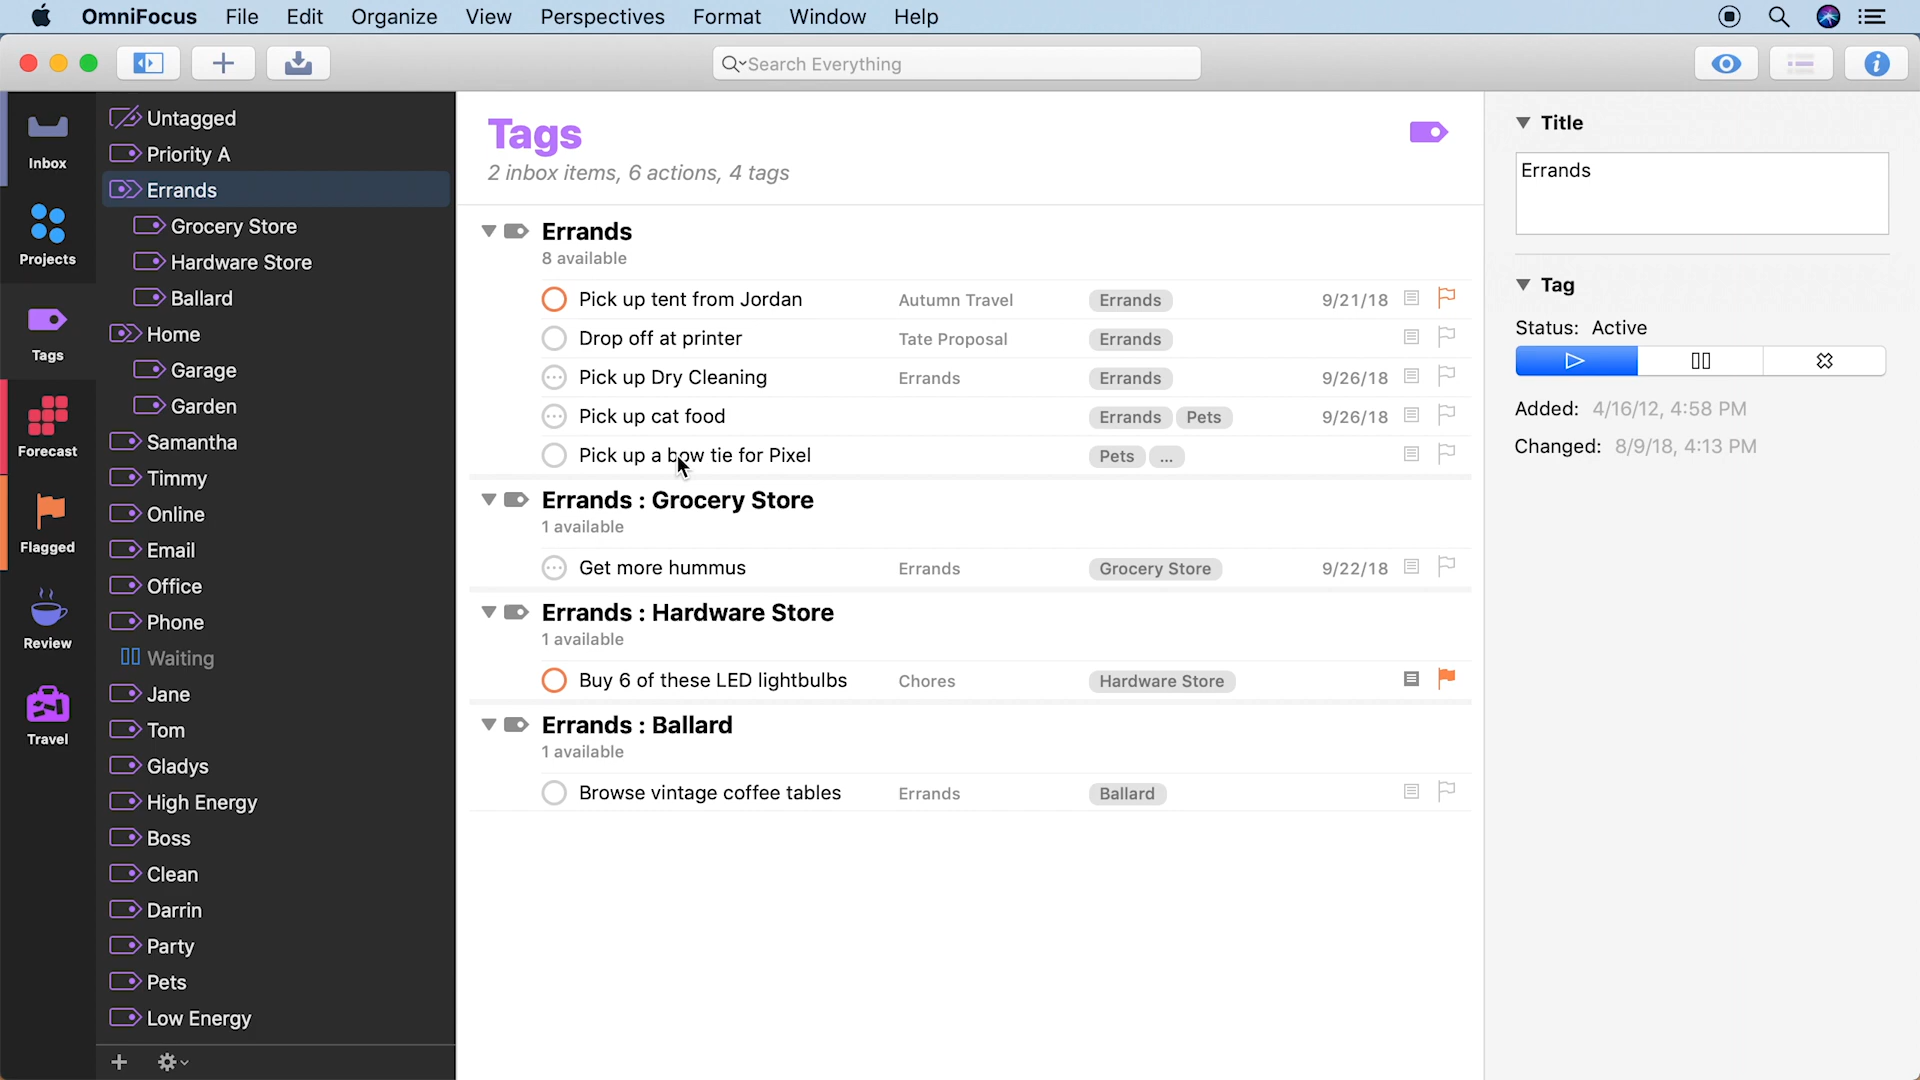 OmniFocus File Edit Organize View Perspectives Format Window Help
Search Everything
Inbox
Projects
Tags
Forecast
Flagged
Review
Travel
Untagged
Priority A
Errands
Grocery Store
Hardware Store
Ballard
Home
Garage
Garden
Samantha
Timmy
Online
Email
Office
Phone
Waiting
Jane
Tom
Gladys
High Energy
Boss
Clean
Darrin
Party
Pets
Low Energy
Tags
2 inbox items, 6 actions, 4 tags
Errands
8 available
Pick up tent from Jordan Autumn Travel Errands 9/21/18
Drop off at printer Tate Proposal Errands
Pick up Dry Cleaning Errands Errands 9/26/18
Pick up cat food Errands Pets 9/26/18
Pick up a bow tie for Pixel Pets ...
Errands : Grocery Store
1 available
Get more hummus Errands Grocery Store 9/22/18
Errands : Hardware Store
1 available
Buy 6 of these LED lightbulbs Chores Hardware Store
Errands : Ballard
1 available
Browse vintage coffee tables Errands Ballard
Title
Errands
Tag
Status: Active
Added: 4/16/12, 4:58 PM
Changed: 8/9/18, 4:13 PM